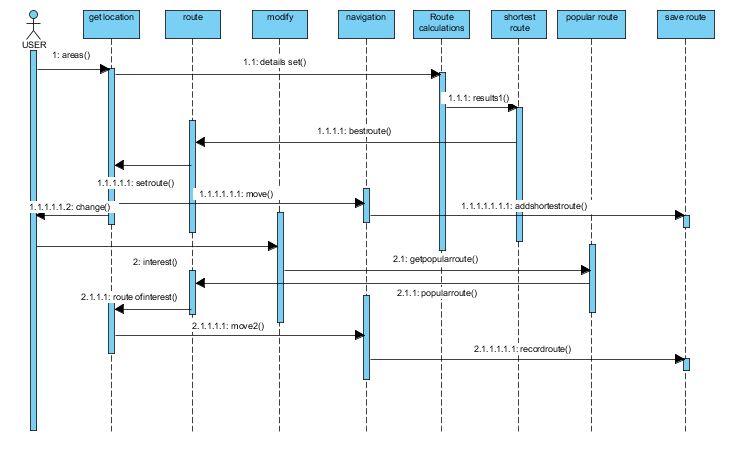 get location
route
modify
navigation
Route
calculations
shortest
route
popular route
save route
USER
1: areas()
1.1: details set()
1.1.1: results1()
1.1.1.1: bestroute()
1.1.1.1.1: setroute()
1.1.1.1.1.1: move()
1.1.1.1.1.2: change()
1.1.1.1.1.1.1: addshortestroute()
2: interest()
2.1: getpopularroute()
2.1.1: popularroute()
2.1.1.1: route ofinterest()
2.1.1.1.1: move2()
2.1.1.1.1.1: recordroute()